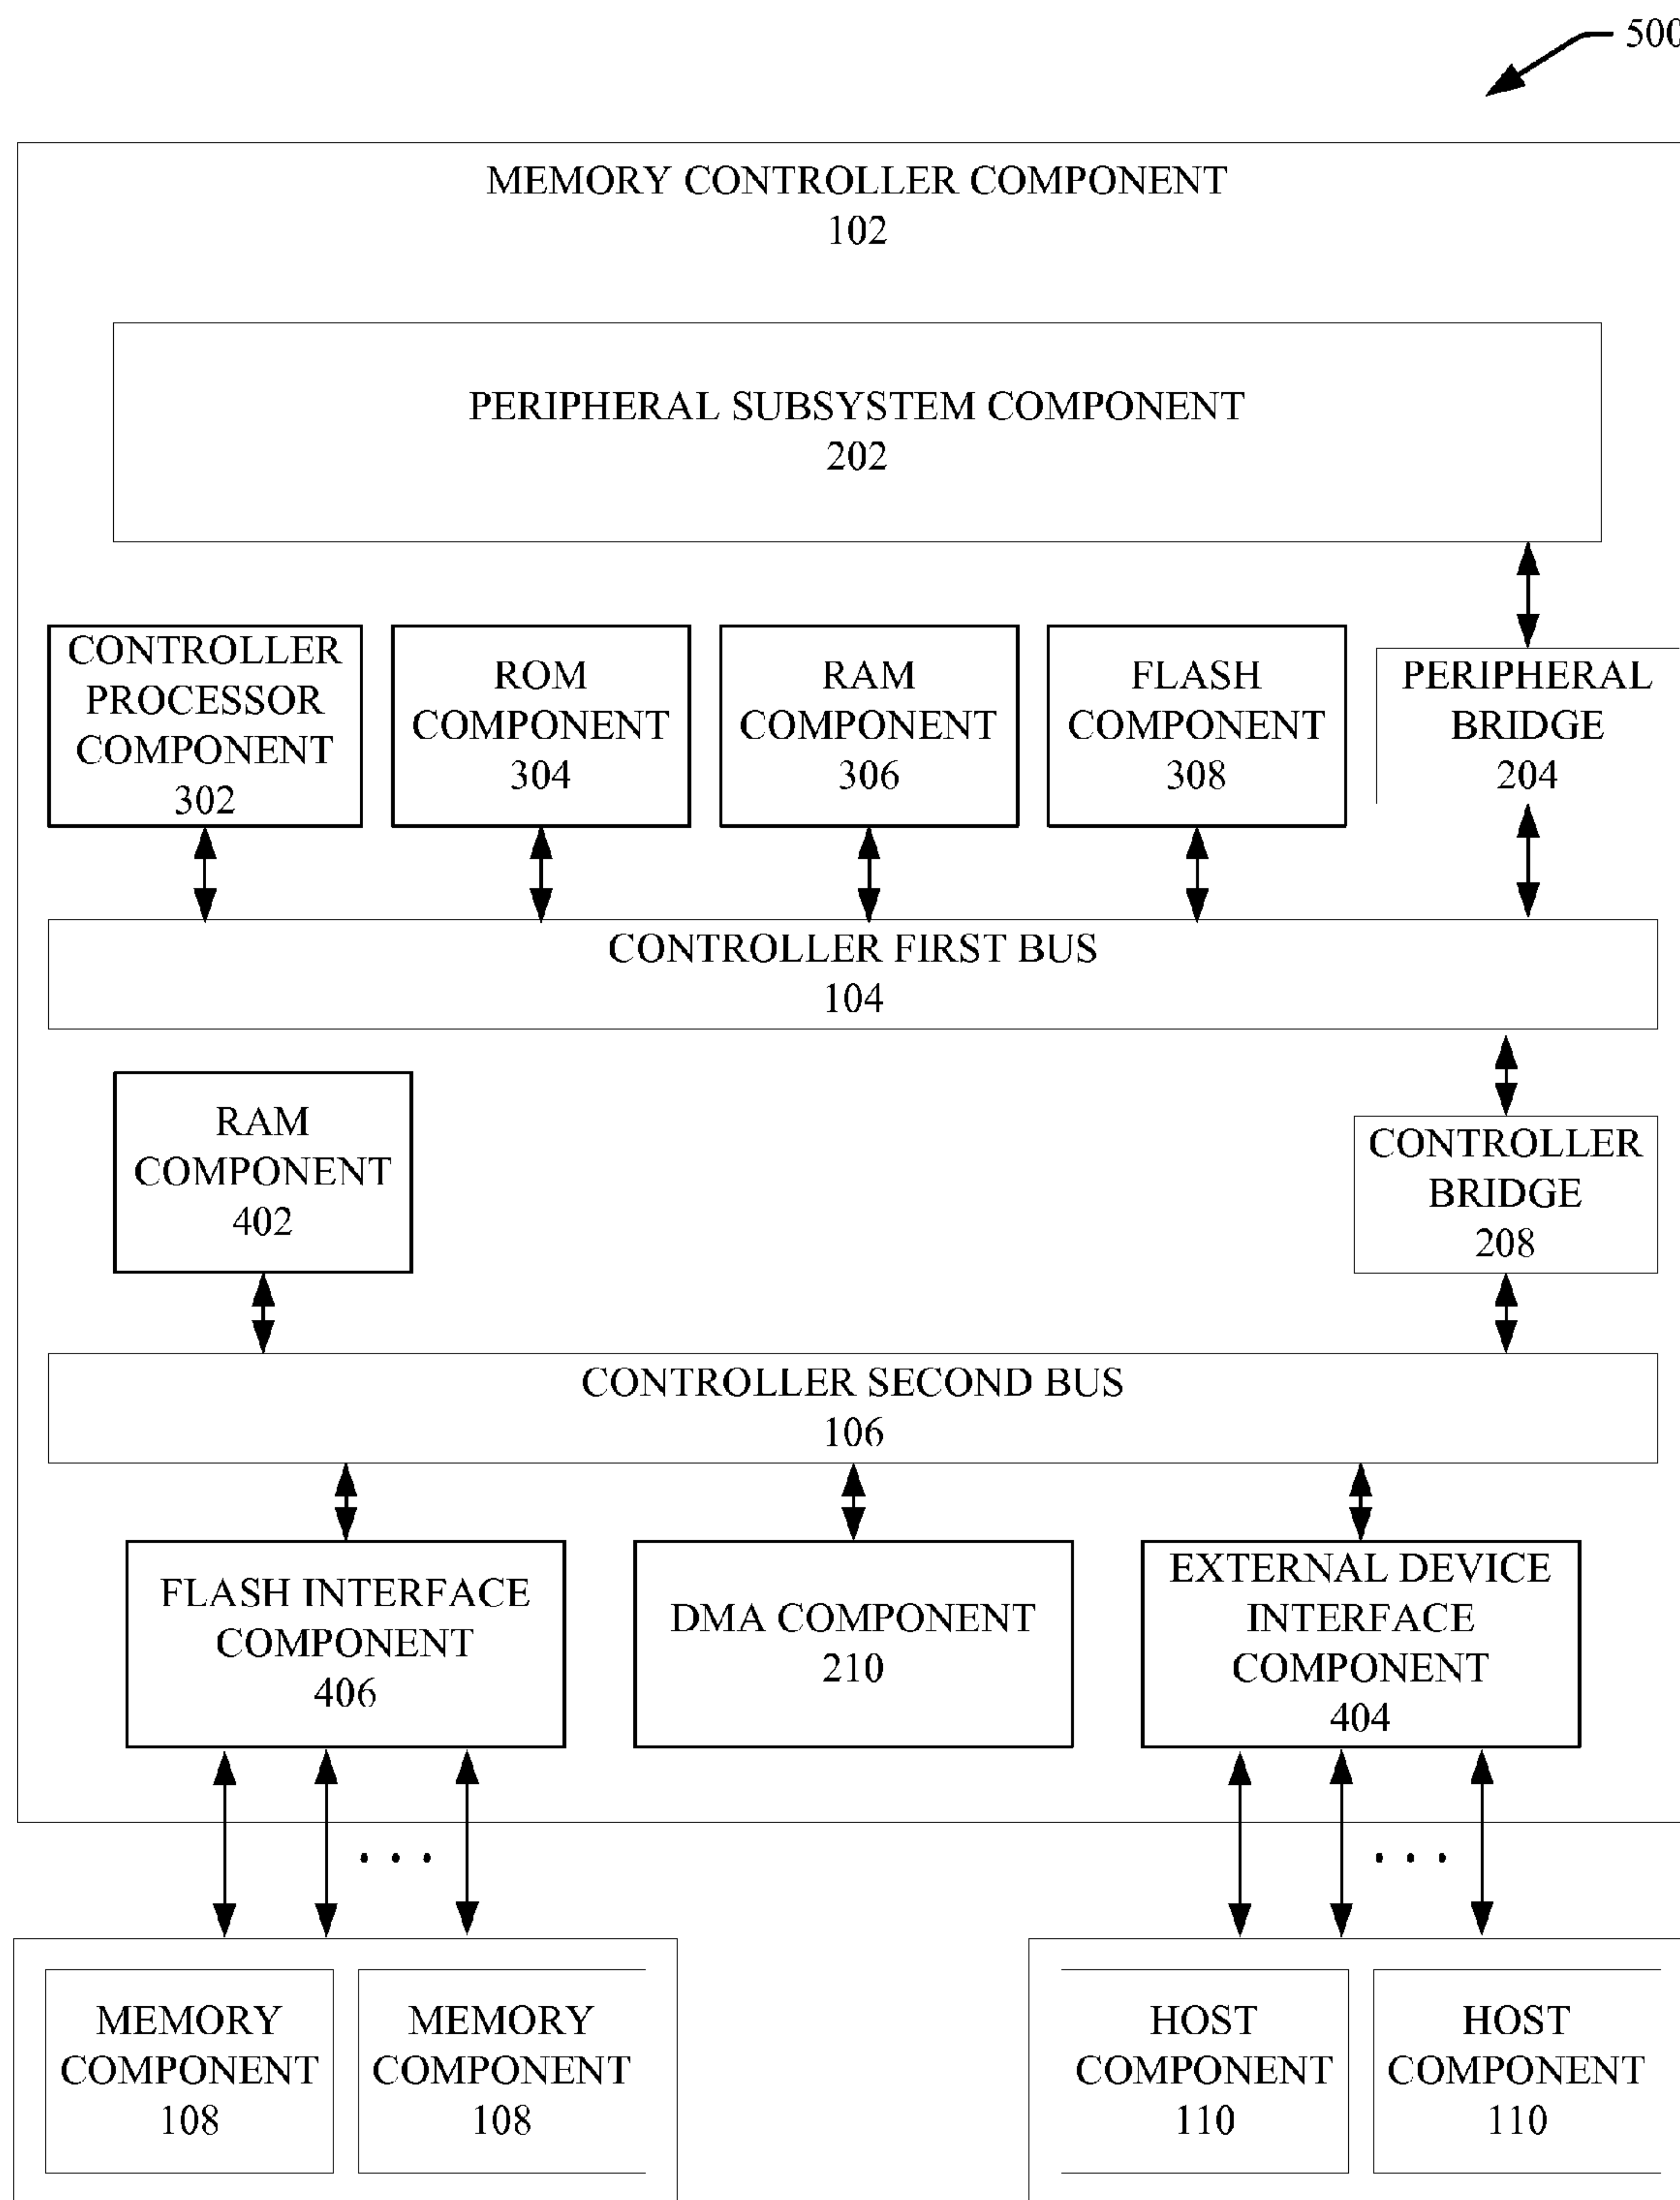 500
MEMORY CONTROLLER COMPONENT
102
PERIPHERAL SUBSYSTEM COMPONENT
202
CONTROLLER
PROCESSOR
COMPONENT
302
ROM
COMPONENT
304
RAM
COMPONENT
306
FLASH
COMPONENT
308
PERIPHERAL
BRIDGE
204
CONTROLLER FIRST BUS
104
RAM
COMPONENT
402
CONTROLLER
BRIDGE
208
CONTROLLER SECOND BUS
106
FLASH INTERFACE
COMPONENT
406
DMA COMPONENT
210
EXTERNAL DEVICE
INTERFACE
COMPONENT
404
MEMORY
COMPONENT
108
MEMORY
COMPONENT
108
HOST
COMPONENT
110
HOST
COMPONENT
110